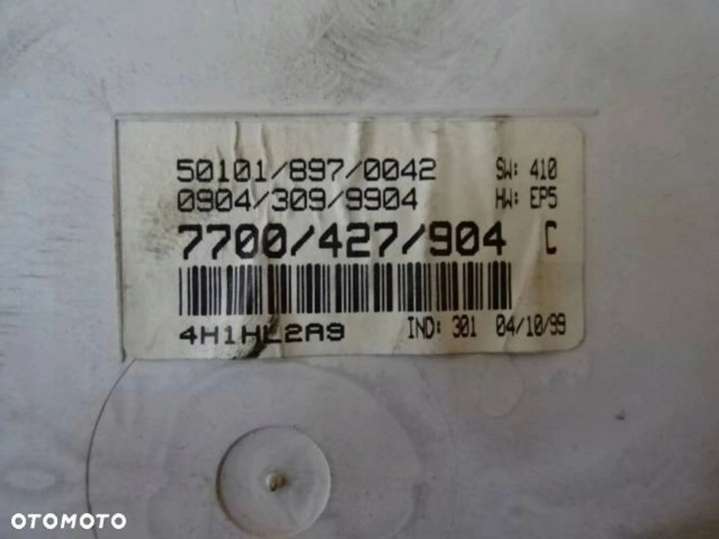 50101/897/0042 SW: 410
0904/309/9904 HW: EP5
7700/427/904 C
4H1HL2A9 IND: 301 04/10/99
OTOMOTO